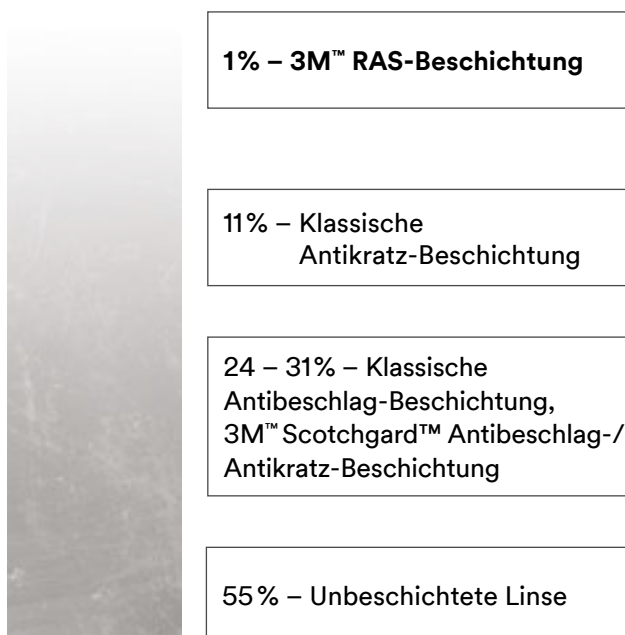 1% – 3M™ RAS-Beschichtung
11% – Klassische
Antikratz-Beschichtung
24 – 31% – Klassische
Antibeschlag-Beschichtung,
3M™ Scotchgard™ Antibeschlag-/
Antikratz-Beschichtung
55% – Unbeschichtete Linse